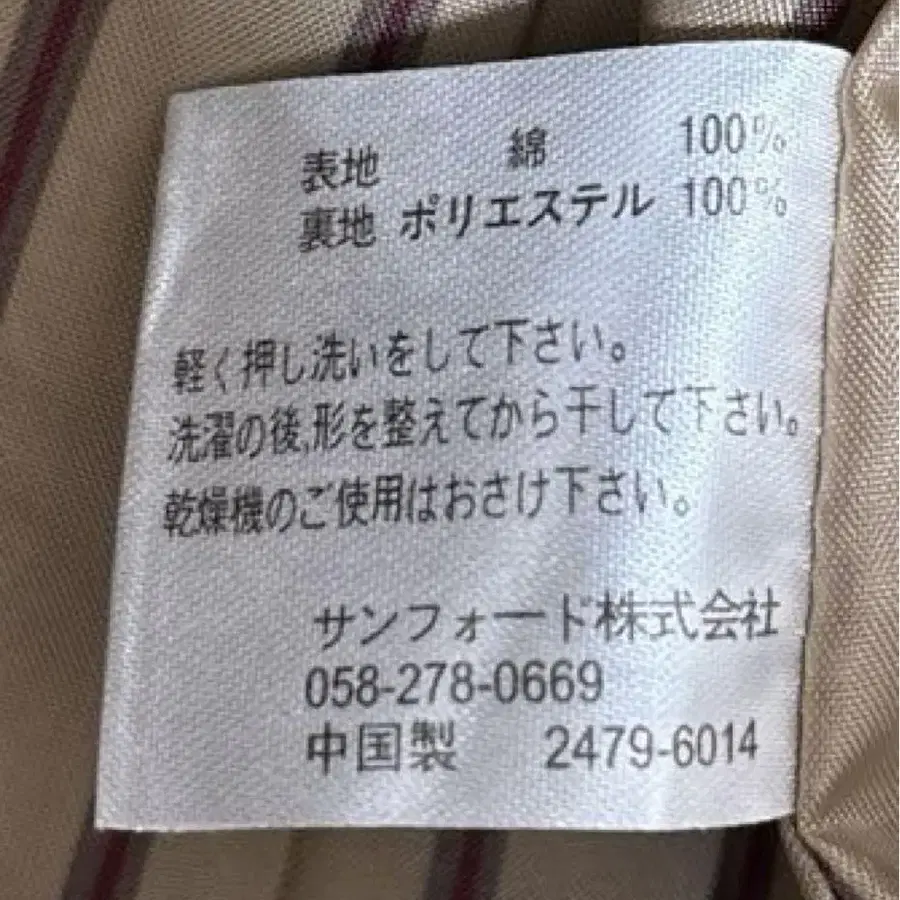 表地 綿 100%
裏地 ポリエステル 100%
軽く押し洗いをして下さい。
洗濯の後,形を整えてから干して下さい。
乾燥機のご使用はおさけ下さい。
サンフォード株式会社
058-278-0669
中国製 2479-6014